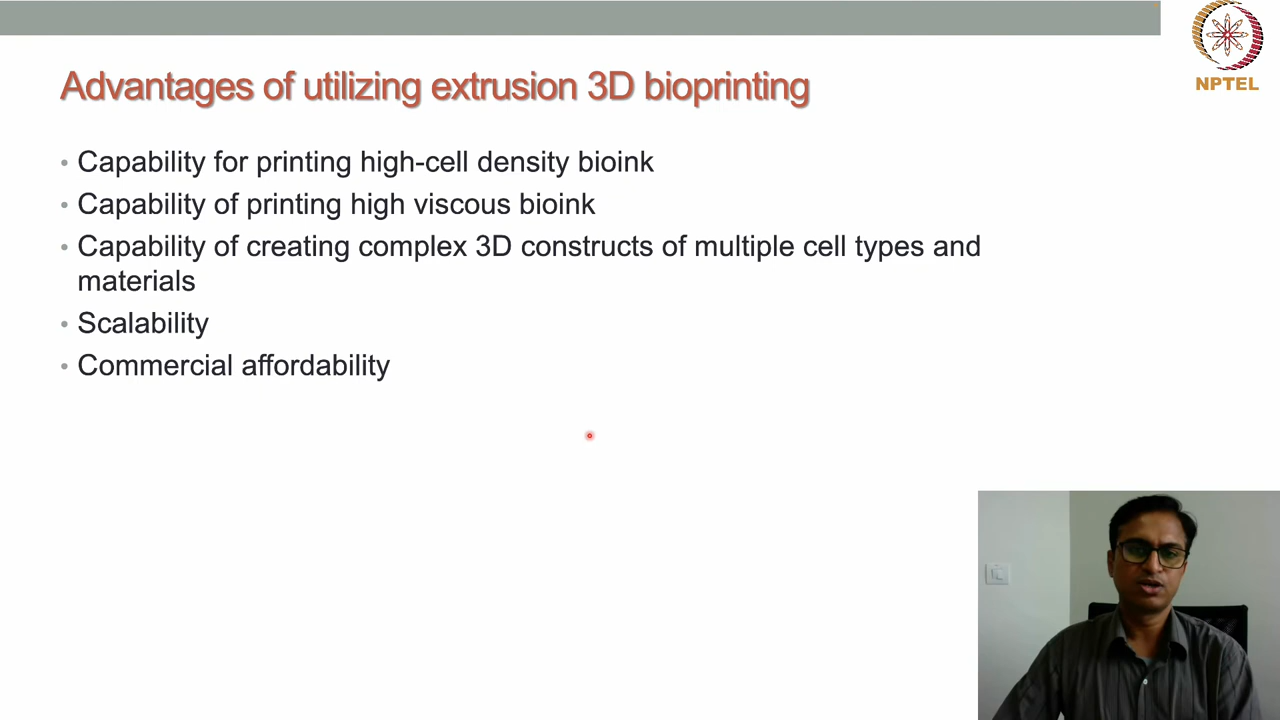 NPTEL
Advantages of utilizing extrusion 3D bioprinting
• Capability for printing high-cell density bioink
• Capability of printing high viscous bioink
• Capability of creating complex 3D constructs of multiple cell types and
materials
• Scalability
• Commercial affordability